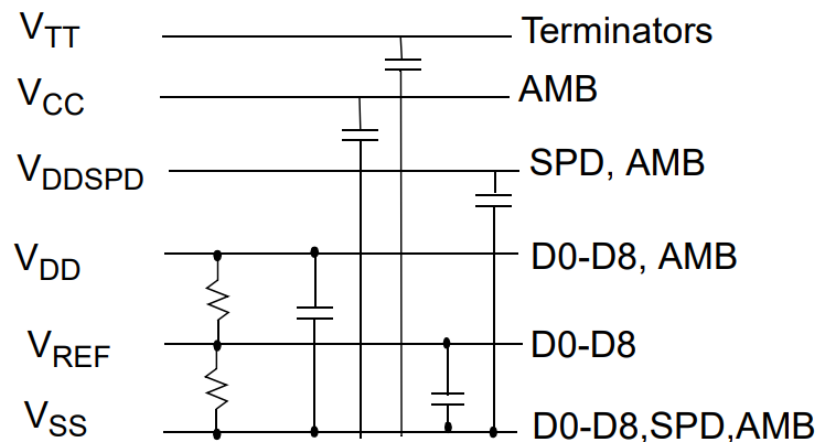 VTT Terminators
VCC AMB
VDDSPD SPD, AMB
VDD D0-D8, AMB
VREF D0-D8
VSS D0-D8,SPD,AMB